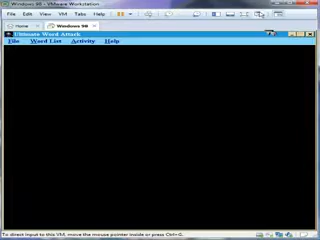 Windows 98 - VMware Workstation
File Edit View VM Tabs Help
Home Windows 98
Ultimate Word Attack
File Word List Activity Help
To direct input to this VM, move the mouse pointer inside or press Ctrl+G.